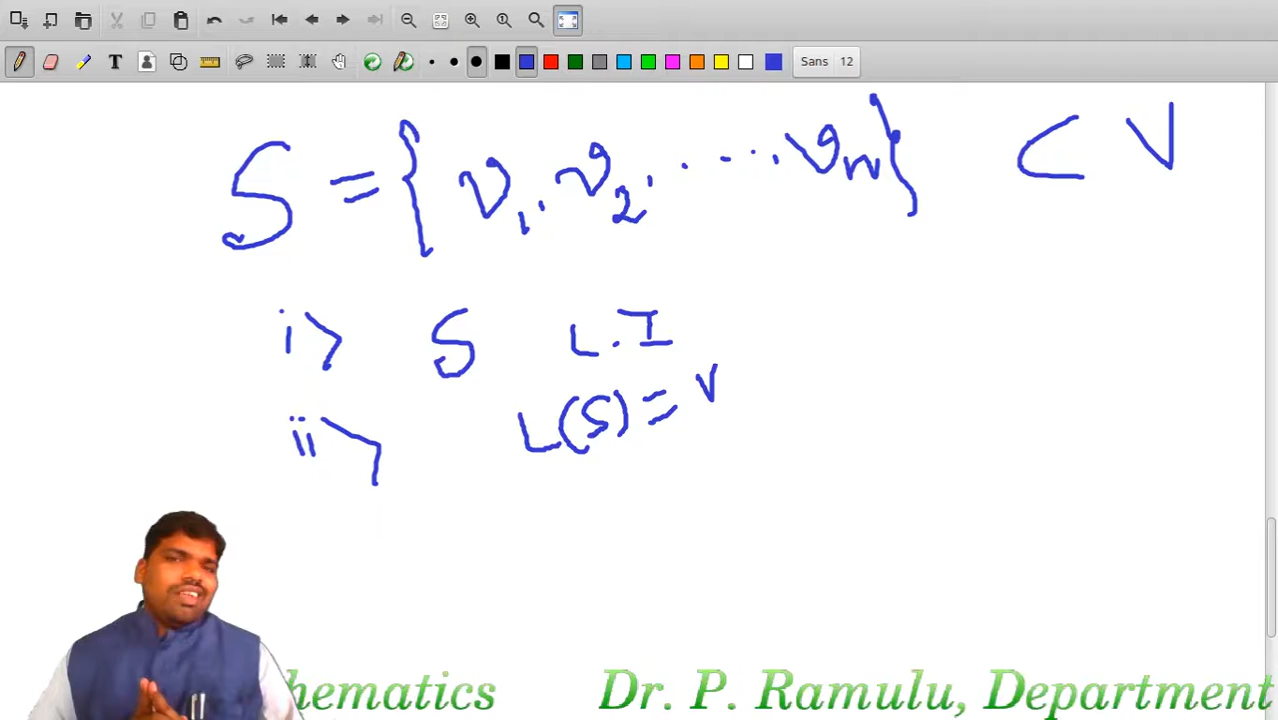 Sans 12
S = { v₁, v₂, ..... vₙ } ⊂ V
i> S L.I
ii> L(S) = V
hematics Dr. P. Ramulu, Department